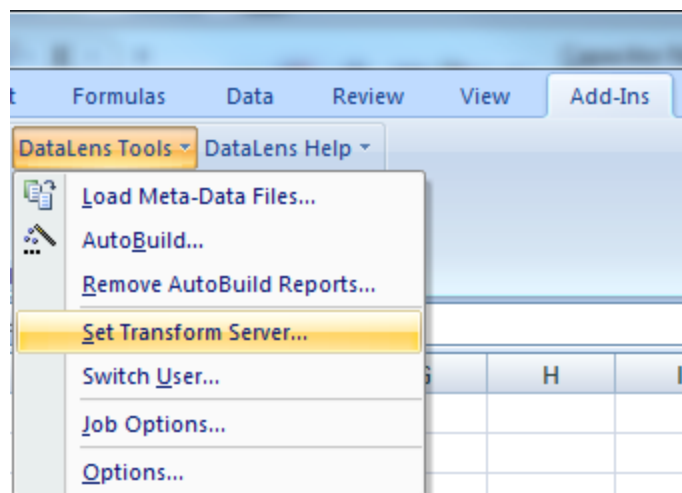 Formulas Data Review View Add-Ins
DataLens Tools DataLens Help
Load Meta-Data Files...
AutoBuild...
Remove AutoBuild Reports...
Set Transform Server...
Switch User...
H
Job Options...
Options...